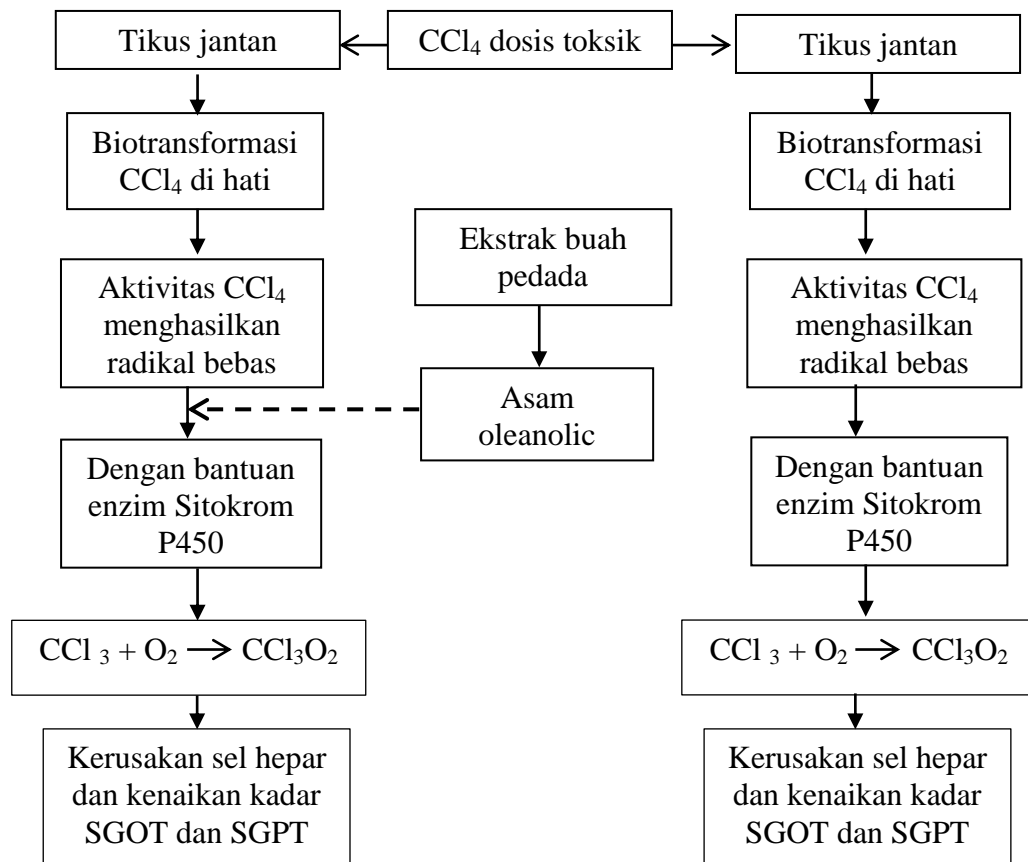 Tikus jantan
CCl₄ dosis toksik
Tikus jantan
Biotransformasi
CCl₄ di hati
Aktivitas CCl₄
menghasilkan
radikal bebas
Dengan bantuan
enzim Sitokrom
P450
CCl ₃ + O₂ → CCl₃O₂
Kerusakan sel hepar
dan kenaikan kadar
SGOT dan SGPT
Ekstrak buah
pedada
Asam
oleanolic
Biotransformasi
CCl₄ di hati
Aktivitas CCl₄
menghasilkan
radikal bebas
Dengan bantuan
enzim Sitokrom
P450
CCl ₃ + O₂ → CCl₃O₂
Kerusakan sel hepar
dan kenaikan kadar
SGOT dan SGPT